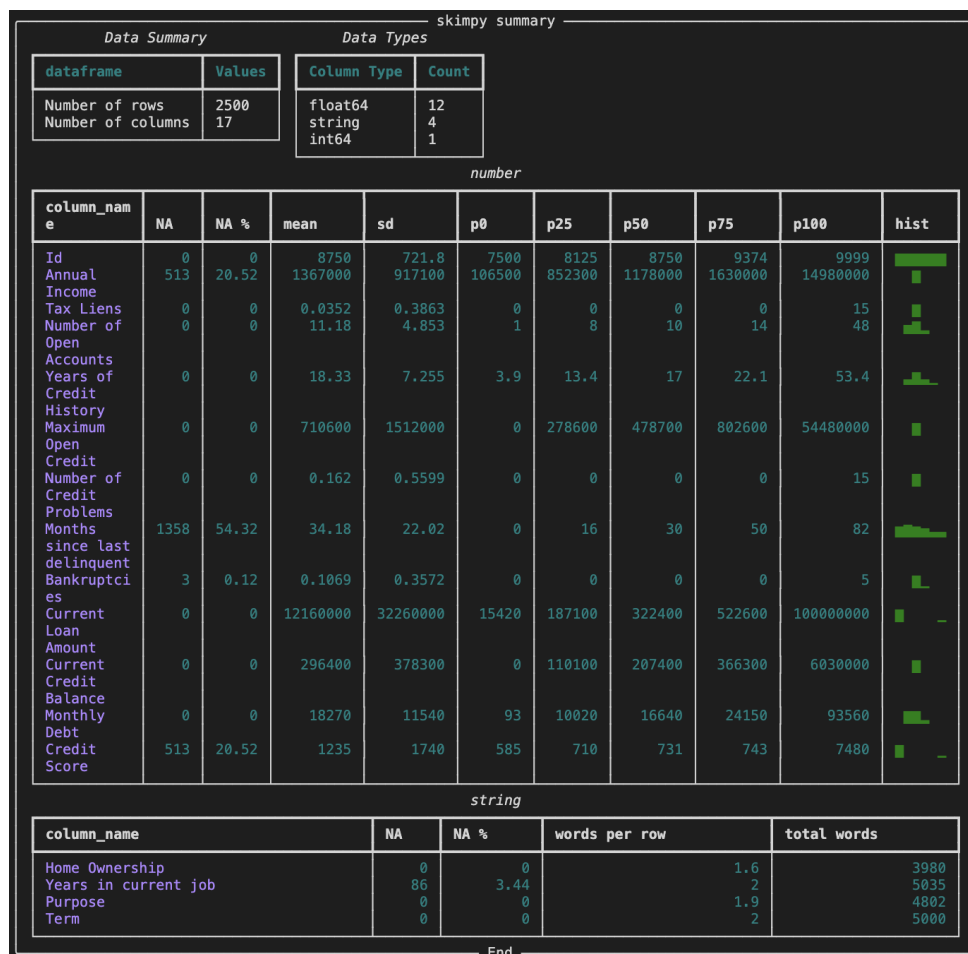 skimpy summary
Data Summary Data Types
dataframe Values Column Type Count
Number of rows 2500 float64 12
Number of columns 17 string 4
int64 1
number
column_nam
e NA NA % mean sd p0 p25 p50 p75 p100 hist
Id 0 0 8750 721.8 7500 8125 8750 9374 9999
Annual 513 20.52 1367000 917100 106500 852300 1178000 1630000 14980000
Income
Tax Liens 0 0 0.0352 0.3863 0 0 0 0 15
Number of 0 0 11.18 4.853 1 8 10 14 48
Open
Accounts
Years of 0 0 18.33 7.255 3.9 13.4 17 22.1 53.4
Credit
History
Maximum 0 0 710600 1512000 0 278600 478700 802600 54480000
Open
Credit
Number of 0 0 0.162 0.5599 0 0 0 0 15
Credit
Problems
Months 1358 54.32 34.18 22.02 0 16 30 50 82
since last
delinquent
Bankruptci 3 0.12 0.1069 0.3572 0 0 0 0 5
es
Current 0 0 12160000 32260000 15420 187100 322400 522600 100000000
Loan
Amount
Current 0 0 296400 378300 0 110100 207400 366300 6030000
Credit
Balance
Monthly 0 0 18270 11540 93 10020 16640 24150 93560
Debt
Credit 513 20.52 1235 1740 585 710 731 743 7480
Score
string
column_name NA NA % words per row total words
Home Ownership 0 0 1.6 3980
Years in current job 86 3.44 2 5035
Purpose 0 0 1.9 4802
Term 0 0 2 5000
End